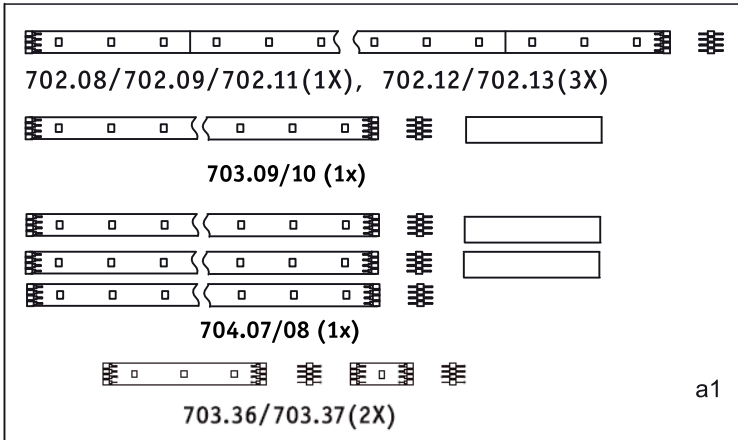 702.08/702.09/702.11(1X), 702.12/702.13(3X)
703.09/10 (1x)
704.07/08 (1x)
703.36/703.37(2X)
a1